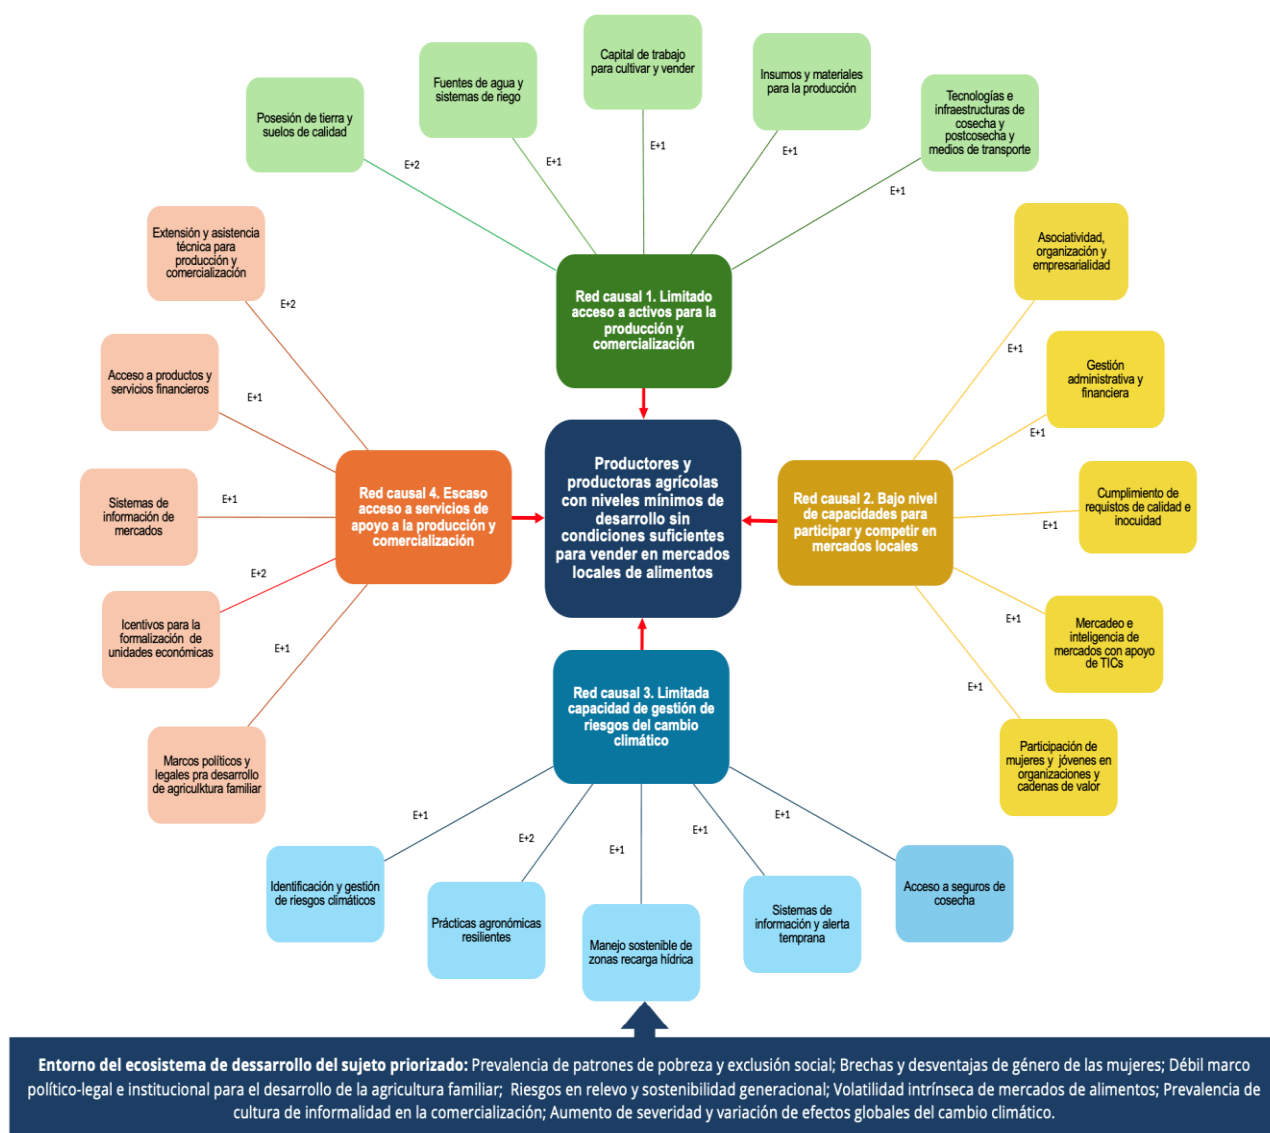 Capital de trabajo
para cultivar y vender
Fuentes de agua y
sistemas de riego
Insumos y materiales
para la producción
Posesión de tierra y
suelos de calidad
Tecnologías e
infraestructuras de
cosecha y
postcosecha y
medios de transporte
E+2
E+1
E+1
E+1
E+1
Red causal 1. Limitado
acceso a activos para la
producción y
comercialización
Asociatividad,
organización y
empresarialidad
Gestión
administrativa y
financiera
Cumplimiento de
requistos de calidad e
inocuidad
Mercadeo e
inteligencia de
mercados con apoyo
de TICs
Participación de
mujeres y jóvenes en
organizaciones y
cadenas de valor
E+1
E+1
E+1
E+1
E+1
Red causal 2. Bajo nivel
de capacidades para
participar y competir en
mercados locales
Productores y
productoras agrícolas
con niveles mínimos de
desarrollo sin
condiciones suficientes
para vender en mercados
locales de alimentos
Extensión y asistencia
técnica para
producción y
comercialización
Acceso a productos y
servicios financieros
Sistemas de
información de
mercados
Icentivos para la
formalización de
unidades económicas
Marcos políticos y
legales pra desarrollo
de agriculktura familiar
E+2
E+1
E+1
E+2
E+1
Red causal 4. Escaso
acceso a servicios de
apoyo a la producción y
comercialización
Red causal 3. Limitada
capacidad de gestión de
riesgos del cambio
climático
E+1
E+2
E+1
E+1
E+1
Identificación y gestión
de riesgos climáticos
Prácticas agronómicas
resilientes
Manejo sostenible de
zonas recarga hídrica
Sistemas de
información y alerta
temprana
Acceso a seguros de
cosecha
Entorno del ecosistema de dessarrollo del sujeto priorizado: Prevalencia de patrones de pobreza y exclusión social; Brechas y desventajas de género de las mujeres; Débil marco
político-legal e institucional para el desarrollo de la agricultura familiar; Riesgos en relevo y sostenibilidad generacional; Volatilidad intrínseca de mercados de alimentos; Prevalencia de
cultura de informalidad en la comercialización; Aumento de severidad y variación de efectos globales del cambio climático.